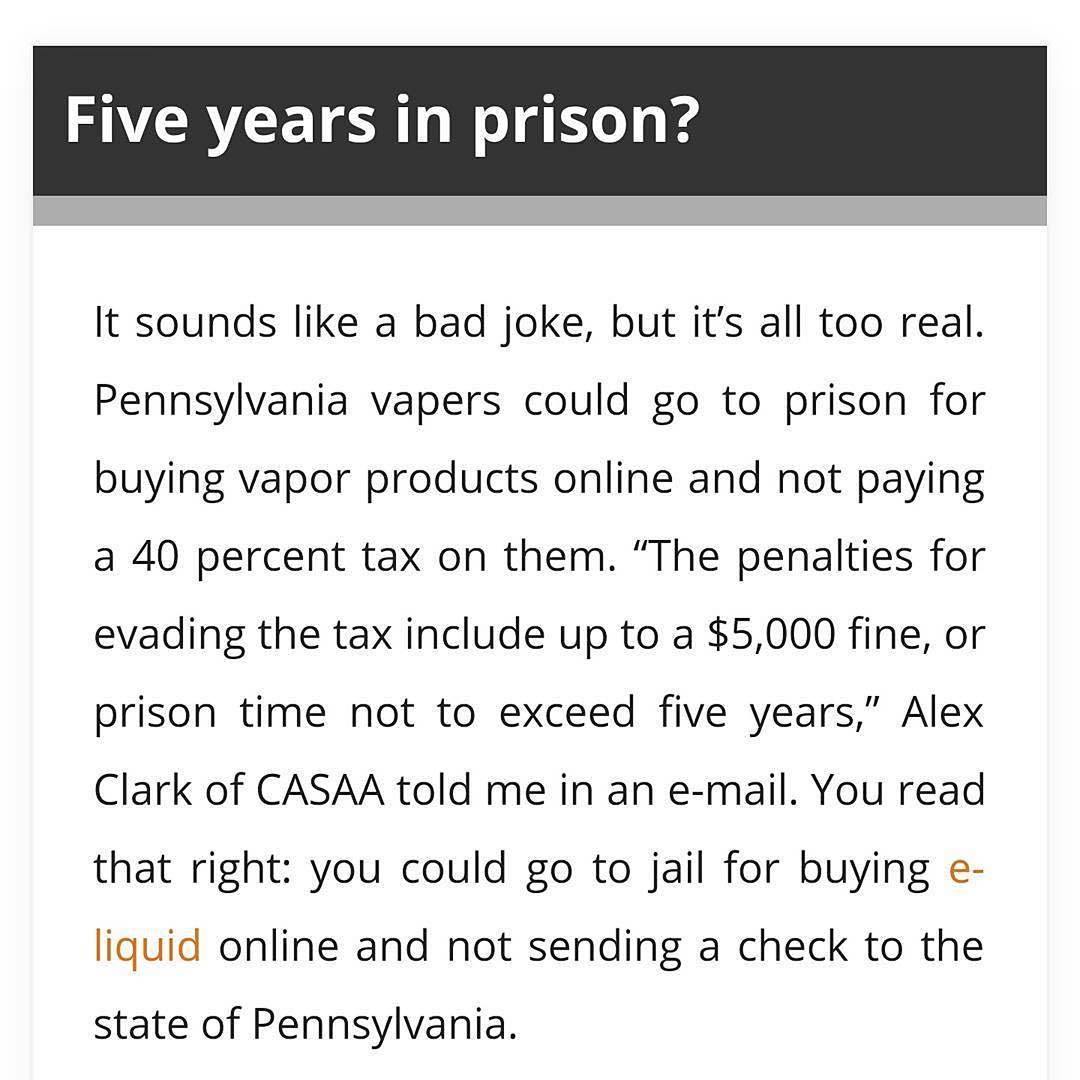 Five years in prison?
It sounds like a bad joke, but it’s all too real.
Pennsylvania vapers could go to prison for
buying vapor products online and not paying
a 40 percent tax on them. “The penalties for
evading the tax include up to a $5,000 fine, or
prison time not to exceed five years,” Alex
Clark of CASAA told me in an e-mail. You read
that right: you could go to jail for buying e-
liquid online and not sending a check to the
state of Pennsylvania.